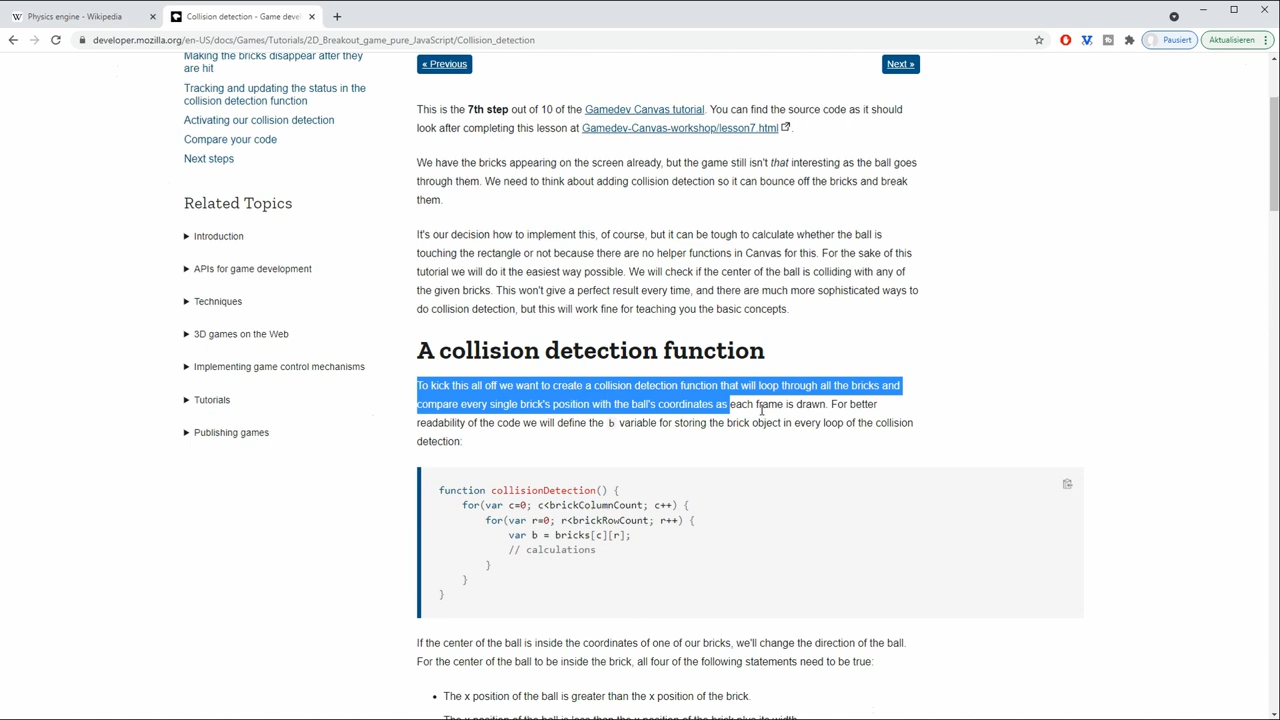 Physics engine - Wikipedia
Collision detection - Game deve
developer.mozilla.org/en-US/docs/Games/Tutorials/2D_Breakout_game_pure_JavaScript/Collision_detection
Pausiert
Aktualisieren
Making the bricks disappear after they
are hit
Tracking and updating the status in the
collision detection function
Activating our collision detection
Compare your code
Next steps
Related Topics
Introduction
APIs for game development
Techniques
3D games on the Web
Implementing game control mechanisms
Tutorials
Publishing games
« Previous
Next »
This is the 7th step out of 10 of the Gamedev Canvas tutorial. You can find the source code as it should
look after completing this lesson at Gamedev-Canvas-workshop/lesson7.html.
We have the bricks appearing on the screen already, but the game still isn't that interesting as the ball goes
through them. We need to think about adding collision detection so it can bounce off the bricks and break
them.
It's our decision how to implement this, of course, but it can be tough to calculate whether the ball is
touching the rectangle or not because there are no helper functions in Canvas for this. For the sake of this
tutorial we will do it the easiest way possible. We will check if the center of the ball is colliding with any of
the given bricks. This won't give a perfect result every time, and there are much more sophisticated ways to
do collision detection, but this will work fine for teaching you the basic concepts.
A collision detection function
To kick this all off we want to create a collision detection function that will loop through all the bricks and
compare every single brick's position with the ball's coordinates as each frame is drawn. For better
readability of the code we will define the b variable for storing the brick object in every loop of the collision
detection:
function collisionDetection() {
for(var c=0; c<brickColumnCount; c++) {
for(var r=0; r<brickRowCount; r++) {
var b = bricks[c][r];
// calculations
}
}
}
If the center of the ball is inside the coordinates of one of our bricks, we'll change the direction of the ball.
For the center of the ball to be inside the brick, all four of the following statements need to be true:
• The x position of the ball is greater than the x position of the brick.
• The x position of the ball is less than the x position of the brick plus its width.